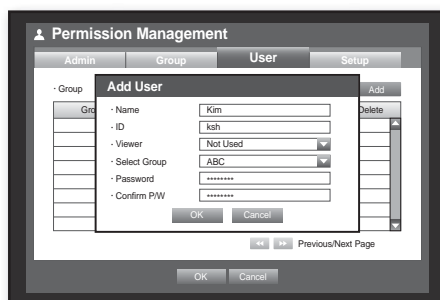 Permission Management
Admin Group User Setup
· Group Add
Add User
Gro Delete
· Name Kim
· ID ksh
· Viewer Not Used
· Select Group ABC
· Password ********
· Confirm P/W ********
OK Cancel
Previous/Next Page
OK Cancel